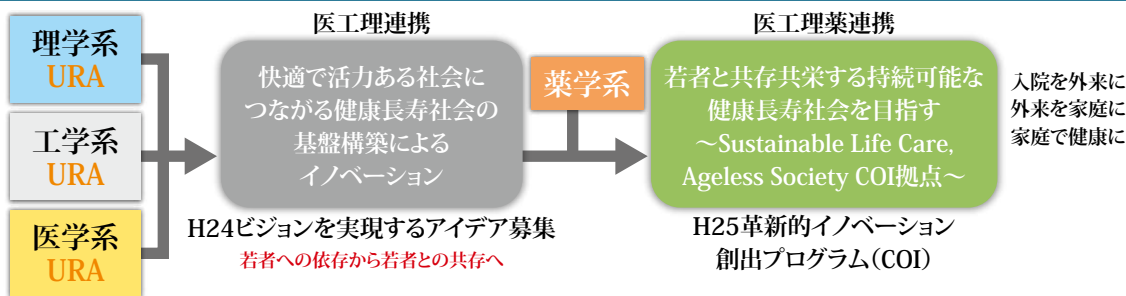 理学系
URA
工学系
URA
医学系
URA
医工理連携
快適で活力ある社会に
つながる健康長寿社会の
基盤構築による
イノベーション
H24ビジョンを実現するアイデア募集
若者への依存から若者との共存へ
薬学系
医工理薬連携
若者と共存共栄する持続可能な
健康長寿社会を目指す
～Sustainable Life Care,
Ageless Society COI拠点～
H25革新的イノベーション
創出プログラム(COI)
入院を外来に
外来を家庭に
家庭で健康に